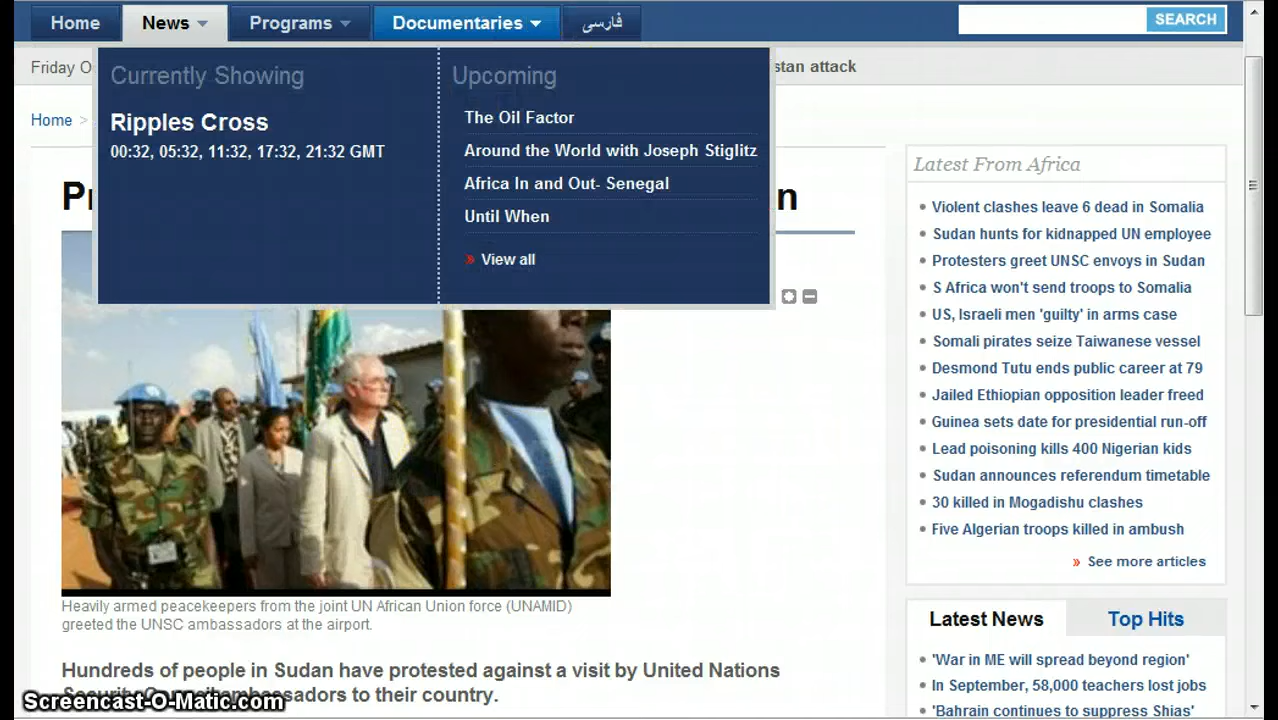 Home
News
Programs
Documentaries
فارسی
SEARCH
Friday O
stan attack
Currently Showing
Ripples Cross
00:32, 05:32, 11:32, 17:32, 21:32 GMT
Upcoming
The Oil Factor
Around the World with Joseph Stiglitz
Africa In and Out- Senegal
Until When
» View all
Home >
Pr
n
Heavily armed peacekeepers from the joint UN African Union force (UNAMID)
greeted the UNSC ambassadors at the airport.
Hundreds of people in Sudan have protested against a visit by United Nations
Security Council ambassadors to their country.
Latest From Africa
Violent clashes leave 6 dead in Somalia
Sudan hunts for kidnapped UN employee
Protesters greet UNSC envoys in Sudan
S Africa won't send troops to Somalia
US, Israeli men 'guilty' in arms case
Somali pirates seize Taiwanese vessel
Desmond Tutu ends public career at 79
Jailed Ethiopian opposition leader freed
Guinea sets date for presidential run-off
Lead poisoning kills 400 Nigerian kids
Sudan announces referendum timetable
30 killed in Mogadishu clashes
Five Algerian troops killed in ambush
» See more articles
Latest News
Top Hits
'War in ME will spread beyond region'
In September, 58,000 teachers lost jobs
'Bahrain continues to suppress Shias'
Screencast-O-Matic.com